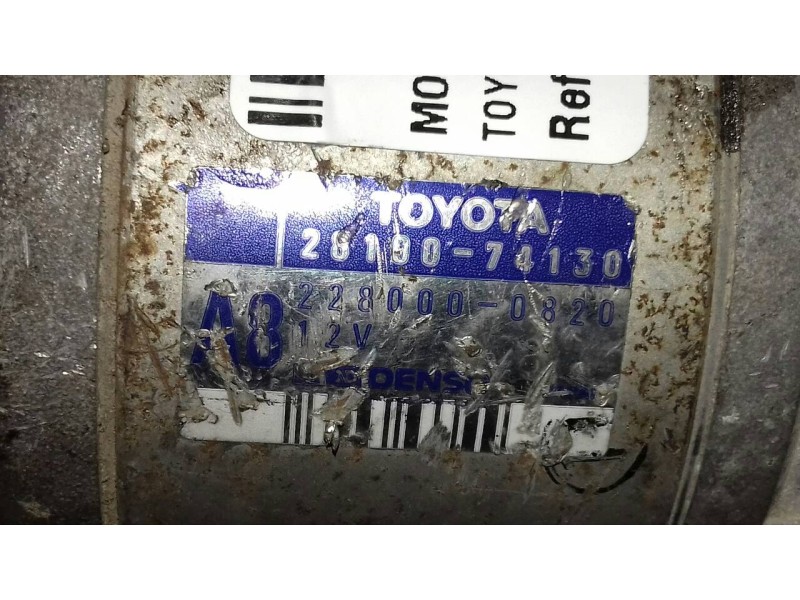 MO
TOY
Ref
TOYOTA
28100-74130
228000-0820
A8
12V
DENSO